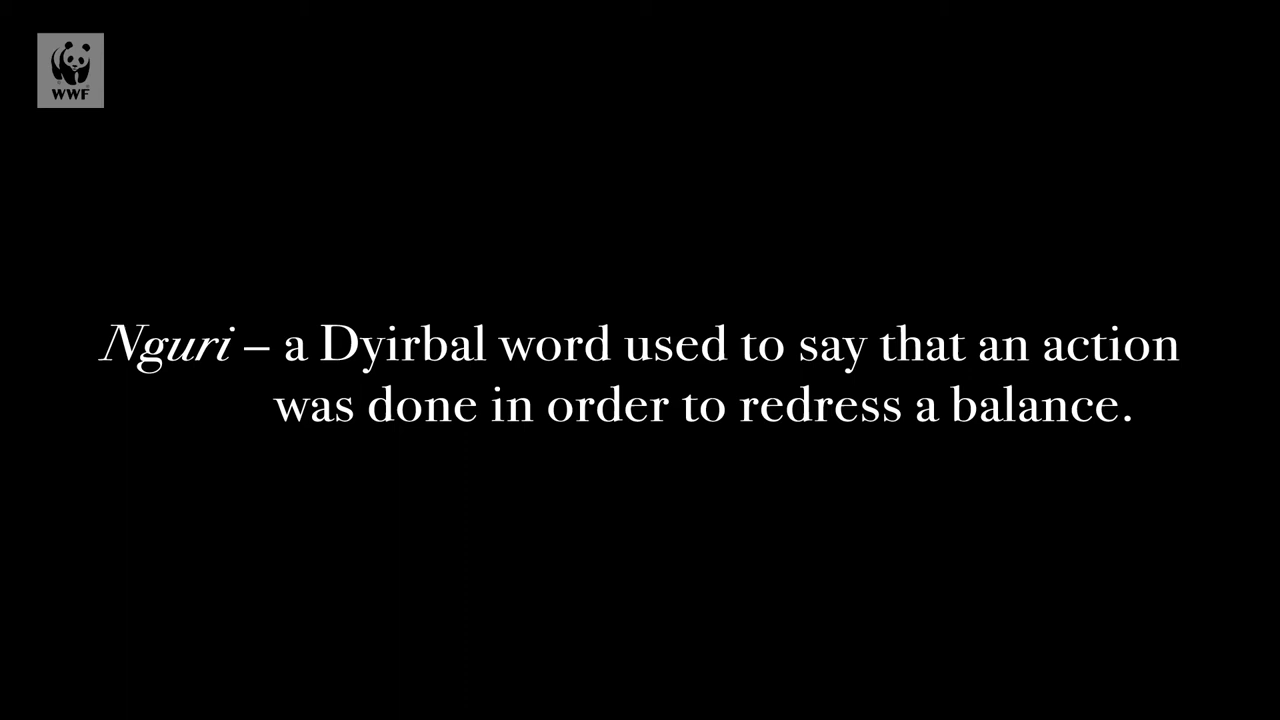 WWF
Nguri – a Dyirbal word used to say that an action
was done in order to redress a balance.